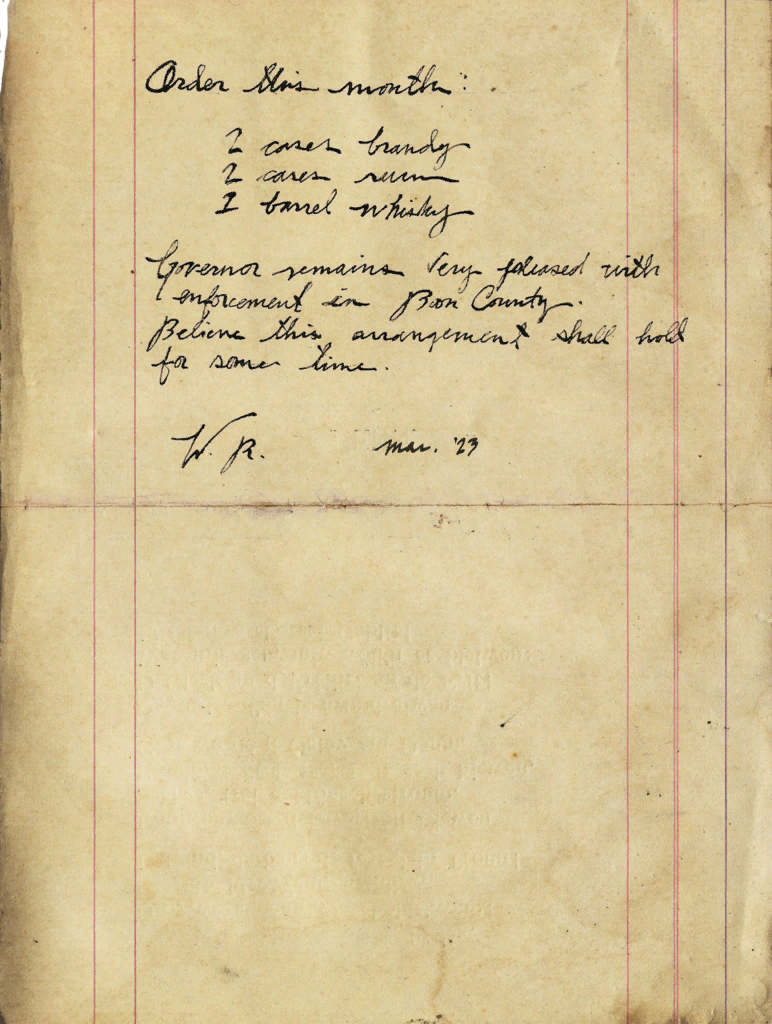 Order this month:
2 cases brandy
2 cases rum
1 barrel whisky
Governor remains very pleased with
enforcement in Bon County.
Believe this arrangement shall hold
for some time.
W. R. Mar. '23